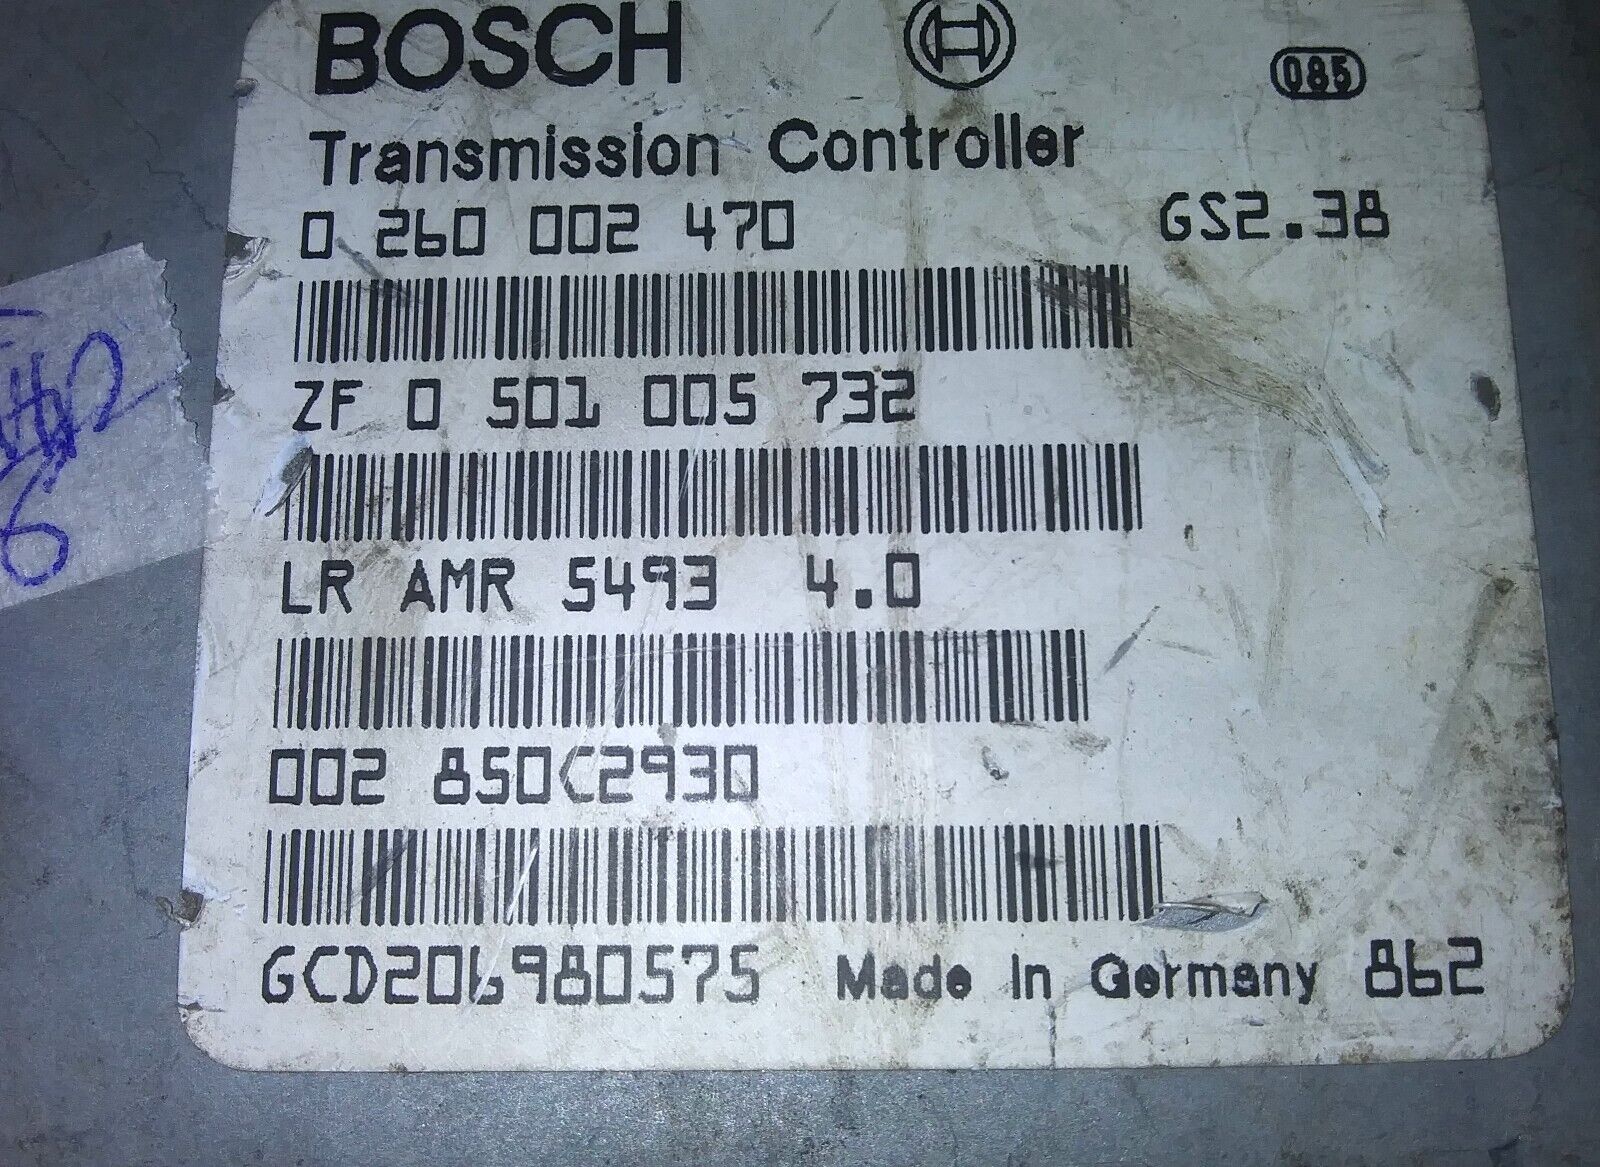 BOSCH
085
Transmission Controller
0 260 002 470 GS2.38
ZF 0 501 005 732
LR AMR 5493 4.0
002 850C2930
GCD206980575 Made In Germany 862
6